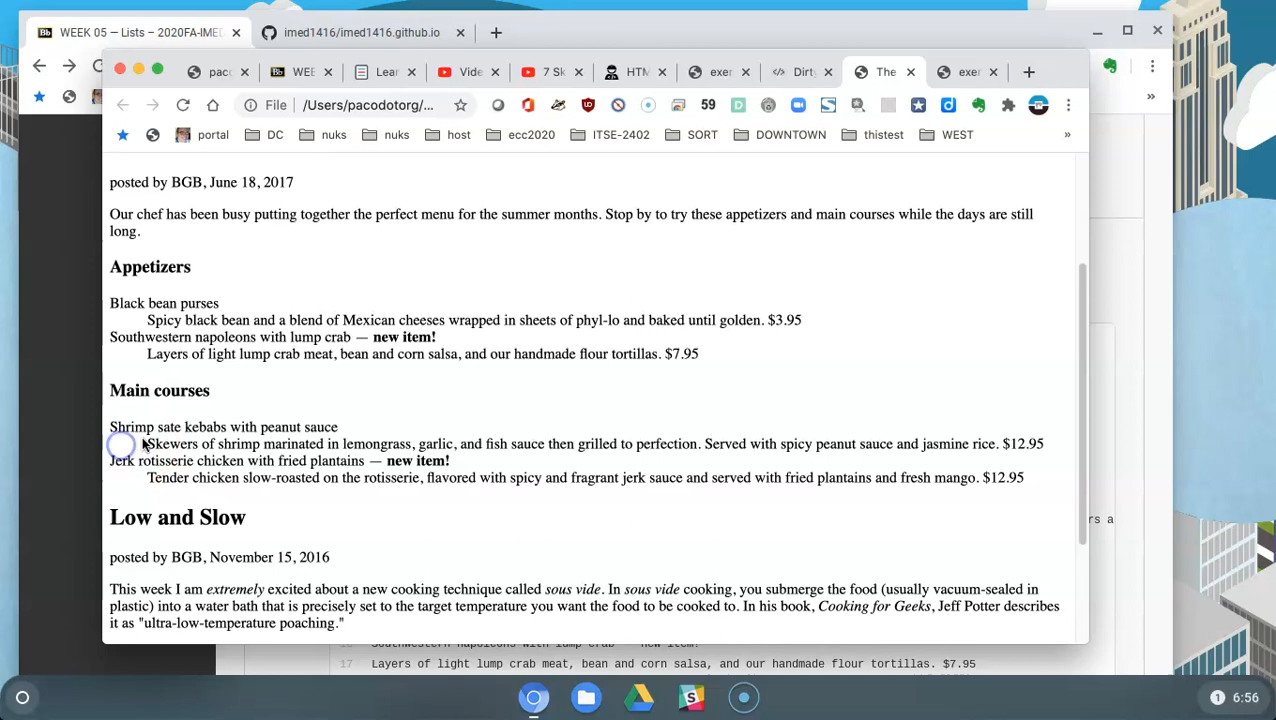 WEEK 05 — Lists – 2020FA-IMED
imed1416/imed1416.github.io
pac
WEE
Lear
Vide
7 Sk
HTM
exer
Dirty
The
exer
File
/Users/pacodotorg/...
59
portal
DC
nuks
nuks
host
ecc2020
ITSE-2402
SORT
DOWNTOWN
thistest
WEST
»
»
posted by BGB, June 18, 2017
Our chef has been busy putting together the perfect menu for the summer months. Stop by to try these appetizers and main courses while the days are still
long.
Appetizers
Black bean purses
Spicy black bean and a blend of Mexican cheeses wrapped in sheets of phyl-lo and baked until golden. $3.95
Southwestern napoleons with lump crab — new item!
Layers of light lump crab meat, bean and corn salsa, and our handmade flour tortillas. $7.95
Main courses
Shrimp sate kebabs with peanut sauce
Skewers of shrimp marinated in lemongrass, garlic, and fish sauce then grilled to perfection. Served with spicy peanut sauce and jasmine rice. $12.95
Jerk rotisserie chicken with fried plantains — new item!
Tender chicken slow-roasted on the rotisserie, flavored with spicy and fragrant jerk sauce and served with fried plantains and fresh mango. $12.95
Low and Slow
posted by BGB, November 15, 2016
This week I am extremely excited about a new cooking technique called sous vide. In sous vide cooking, you submerge the food (usually vacuum-sealed in
plastic) into a water bath that is precisely set to the target temperature you want the food to be cooked to. In his book, Cooking for Geeks, Jeff Potter describes
it as "ultra-low-temperature poaching."
rs a
17 Layers of light lump crab meat, bean and corn salsa, and our handmade flour tortillas. $7.95
1 6:56